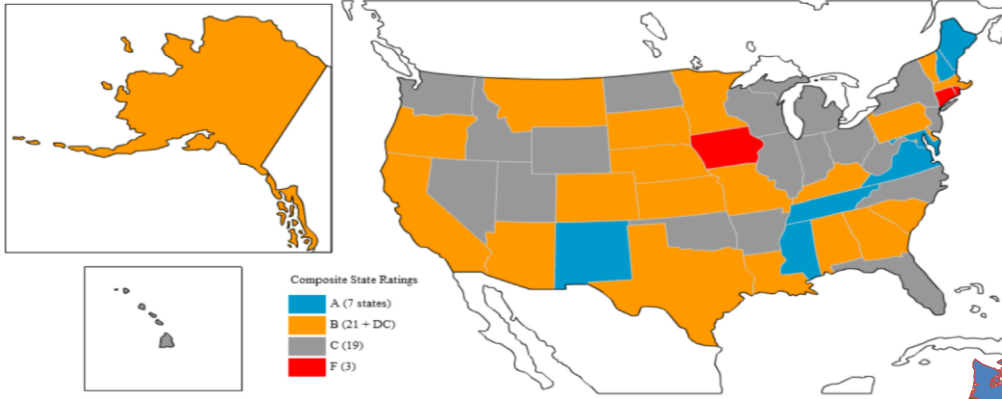 Composite State Ratings
A (7 states)
B (21 + DC)
C (19)
F (3)